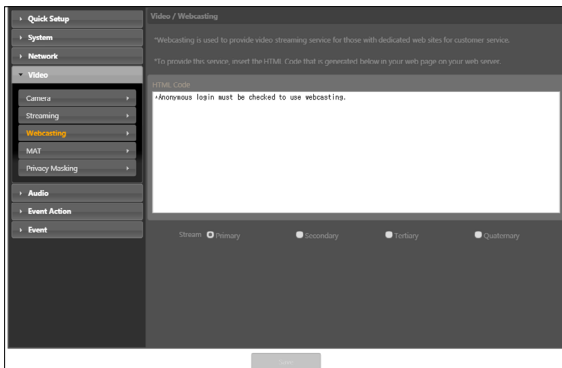 Quick Setup
System
Network
Video
Camera
Streaming
Webcasting
MAT
Privacy Masking
Audio
Event Action
Event
Video / Webcasting
*Webcasting is used to provide video streaming service for those with dedicated web sites for customer service.
*To provide this service, insert the HTML Code that is generated below in your web page on your web server.
HTML Code
*Anonymous login must be checked to use webcasting.
Stream Primary Secondary Tertiary Quaternary